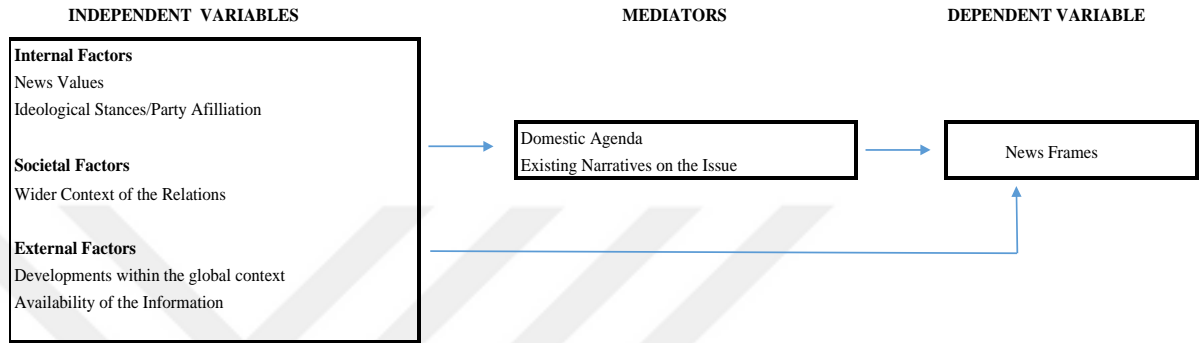 INDEPENDENT VARIABLES
MEDIATORS
DEPENDENT VARIABLE
Internal Factors
News Values
Ideological Stances/Party Afilliation
Societal Factors
Wider Context of the Relations
External Factors
Developments within the global context
Availability of the Information
Domestic Agenda
Existing Narratives on the Issue
News Frames